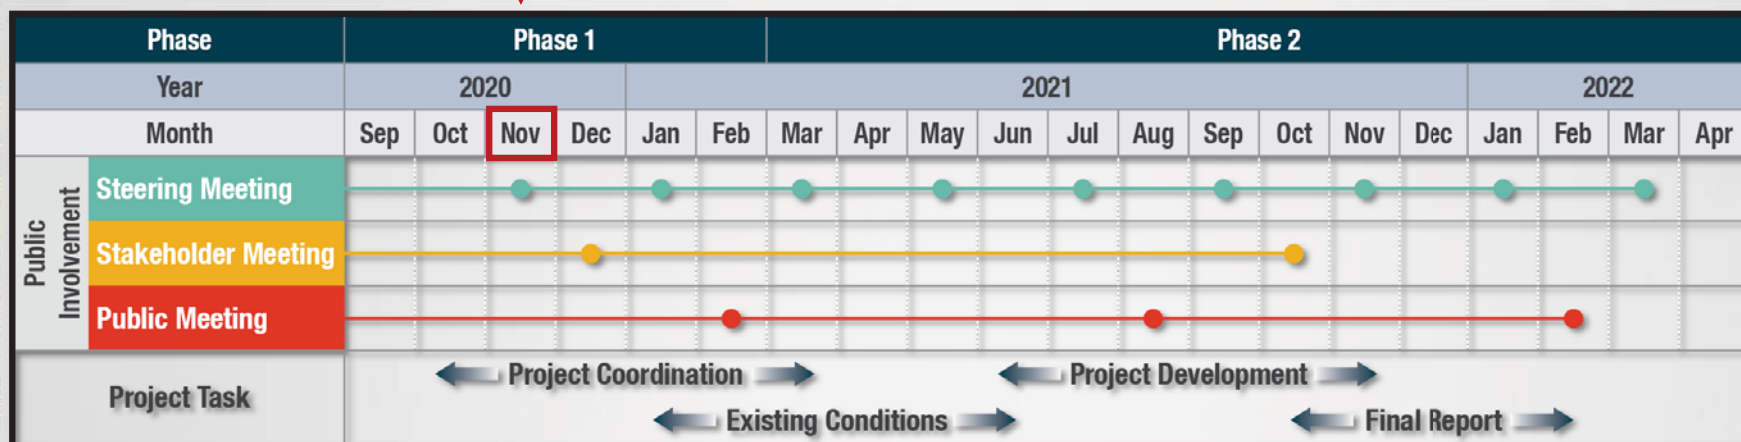 Phase Phase 1 Phase 2
Year 2020 2021 2022
Month Sep Oct Nov Dec Jan Feb Mar Apr May Jun Jul Aug Sep Oct Nov Dec Jan Feb Mar Apr
Public
Involvement
Steering Meeting
Stakeholder Meeting
Public Meeting
Project Task
Project Coordination Project Development
Existing Conditions Final Report